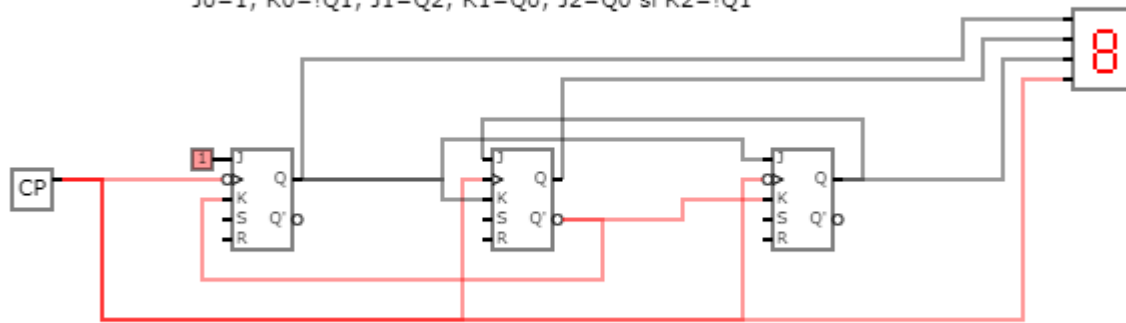 J0=1, K0=!Q1, J1=Q2, K1=Q0, J2=Q0 si K2=!Q1
8
1 J J J
CP Q Q Q
K K K
S Q' S Q' S Q'
R R R